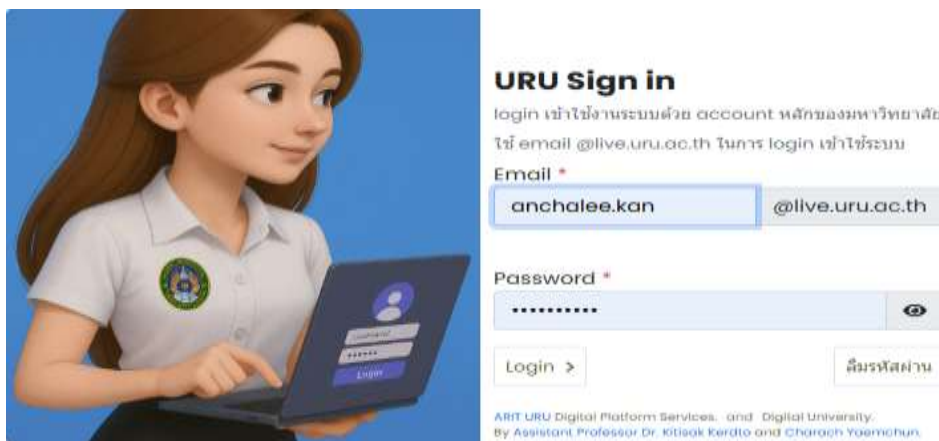 URU Sign in
login เข้าใช้งานระบบด้วย account หลักของมหาวิทยาลัย
ใช้ email @live.uru.ac.th ในการ login เข้าใช้ระบบ
Email *
anchalee.kan @live.uru.ac.th
Password *
••••••••••
Login >
ลืมรหัสผ่าน
Login
ARIT URU Digital Platform Services. and Digital University.
By Assistant Professor Dr. Kitisak Kerdto and Charach Yaemchun.